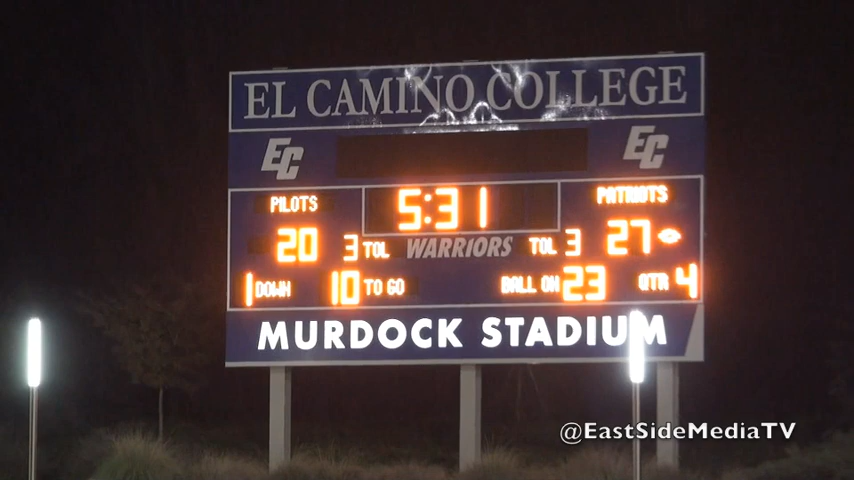 EL CAMINO COLLEGE
EC EC
PILOTS 5:31 PATRIOTS
20 3 TOL WARRIORS TOL 3 27
1 DOWN 10 TO GO BALL ON 23 QTR 4
MURDOCK STADIUM
@EastSideMediaTV